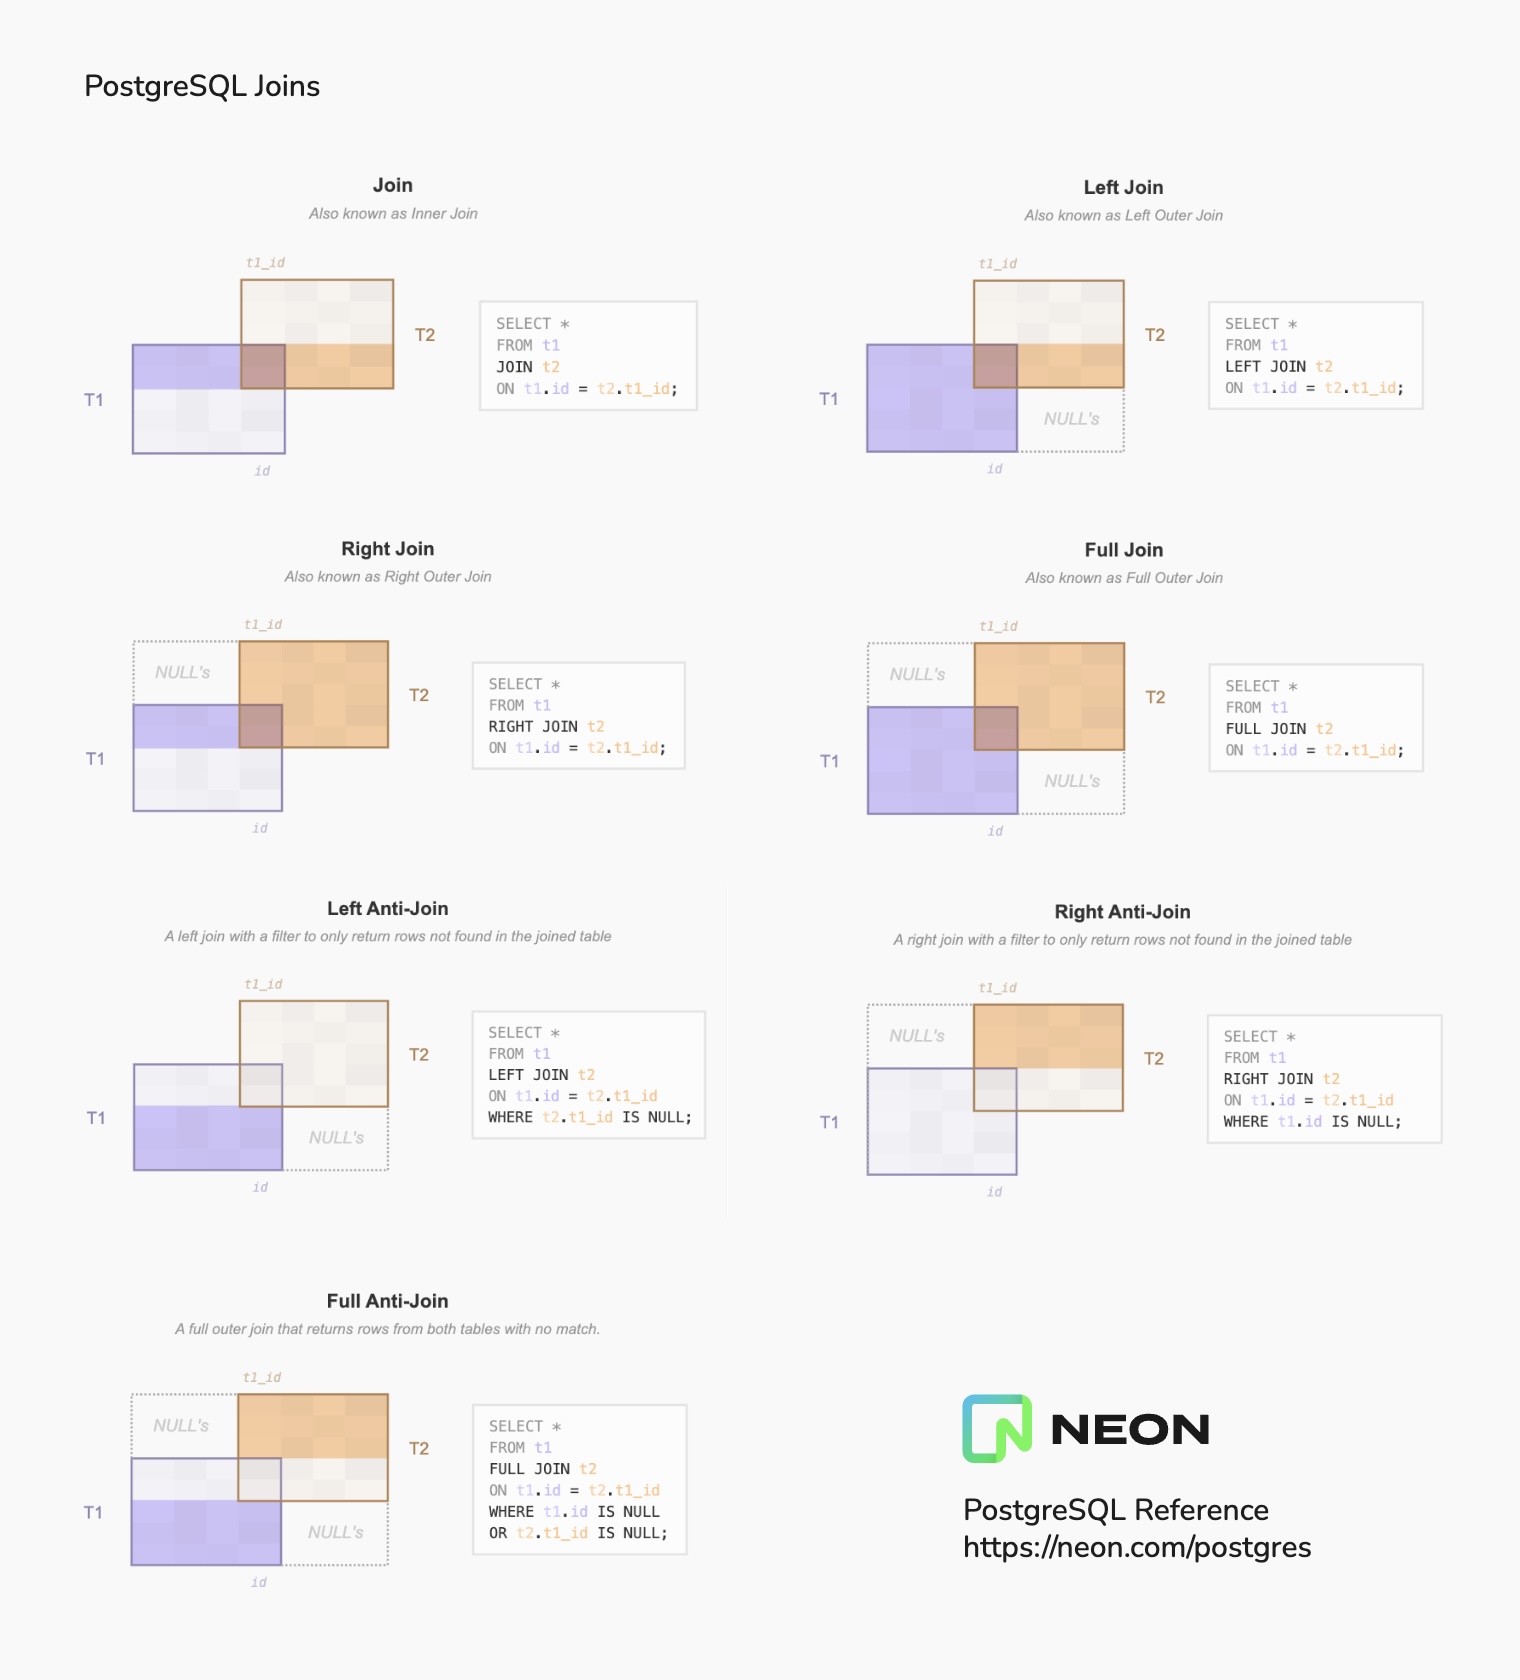 PostgreSQL Joins
Join
Also known as Inner Join
t1_id
T2
T1
id
SELECT *
FROM t1
JOIN t2
ON t1.id = t2.t1_id;
Left Join
Also known as Left Outer Join
t1_id
T2
T1
NULL's
id
SELECT *
FROM t1
LEFT JOIN t2
ON t1.id = t2.t1_id;
Right Join
Also known as Right Outer Join
t1_id
NULL's
T2
T1
id
SELECT *
FROM t1
RIGHT JOIN t2
ON t1.id = t2.t1_id;
Full Join
Also known as Full Outer Join
t1_id
NULL's
T2
T1
NULL's
id
SELECT *
FROM t1
FULL JOIN t2
ON t1.id = t2.t1_id;
Left Anti-Join
A left join with a filter to only return rows not found in the joined table
t1_id
T2
T1
NULL's
id
SELECT *
FROM t1
LEFT JOIN t2
ON t1.id = t2.t1_id
WHERE t2.t1_id IS NULL;
Right Anti-Join
A right join with a filter to only return rows not found in the joined table
t1_id
NULL's
T2
T1
id
SELECT *
FROM t1
RIGHT JOIN t2
ON t1.id = t2.t1_id
WHERE t1.id IS NULL;
Full Anti-Join
A full outer join that returns rows from both tables with no match.
t1_id
NULL's
T2
T1
NULL's
id
SELECT *
FROM t1
FULL JOIN t2
ON t1.id = t2.t1_id
WHERE t1.id IS NULL
OR t2.t1_id IS NULL;
NEON
PostgreSQL Reference
https://neon.com/postgres